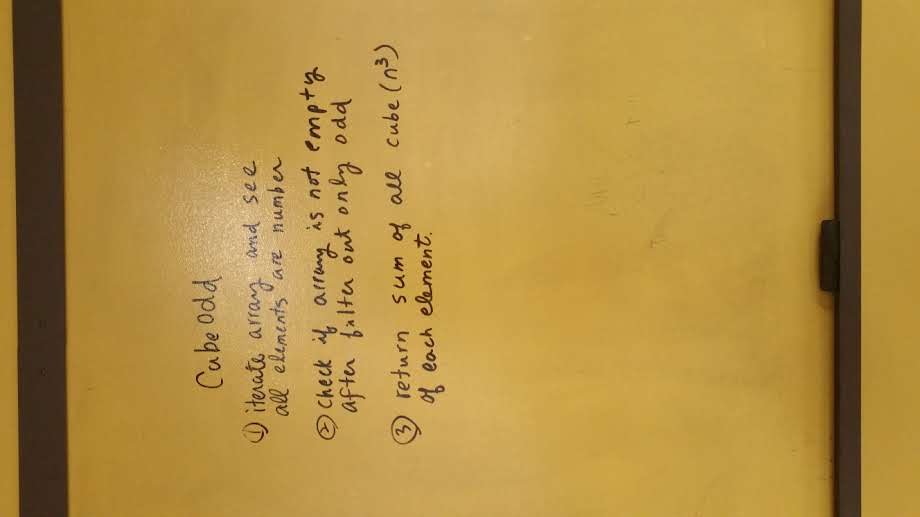 Cube odd
① iterate array and see
all elements are number
② check if array is not empty
after filter out only odd
③ return sum of all cube (n³)
of each element.